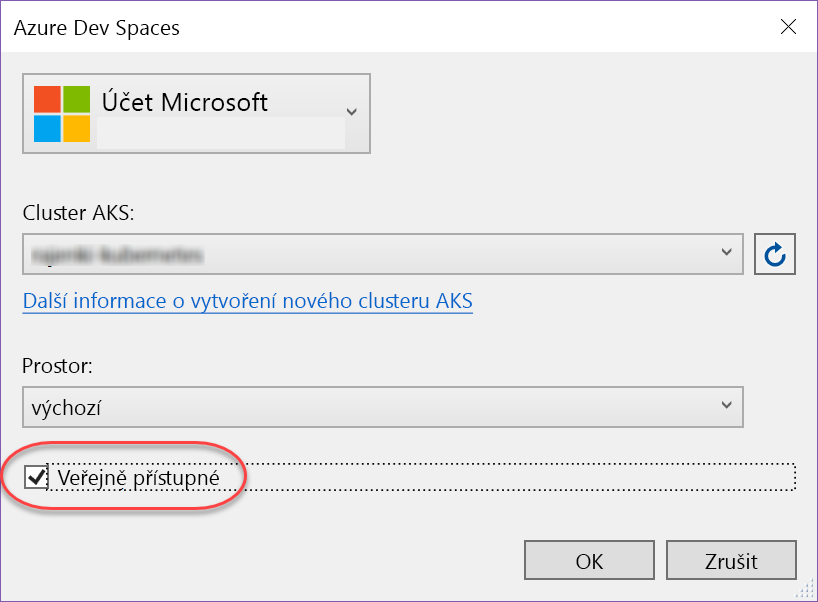 Azure Dev Spaces
Účet Microsoft
Cluster AKS:
Další informace o vytvoření nového clusteru AKS
Prostor:
výchozí
Veřejně přístupné
OK
Zrušit